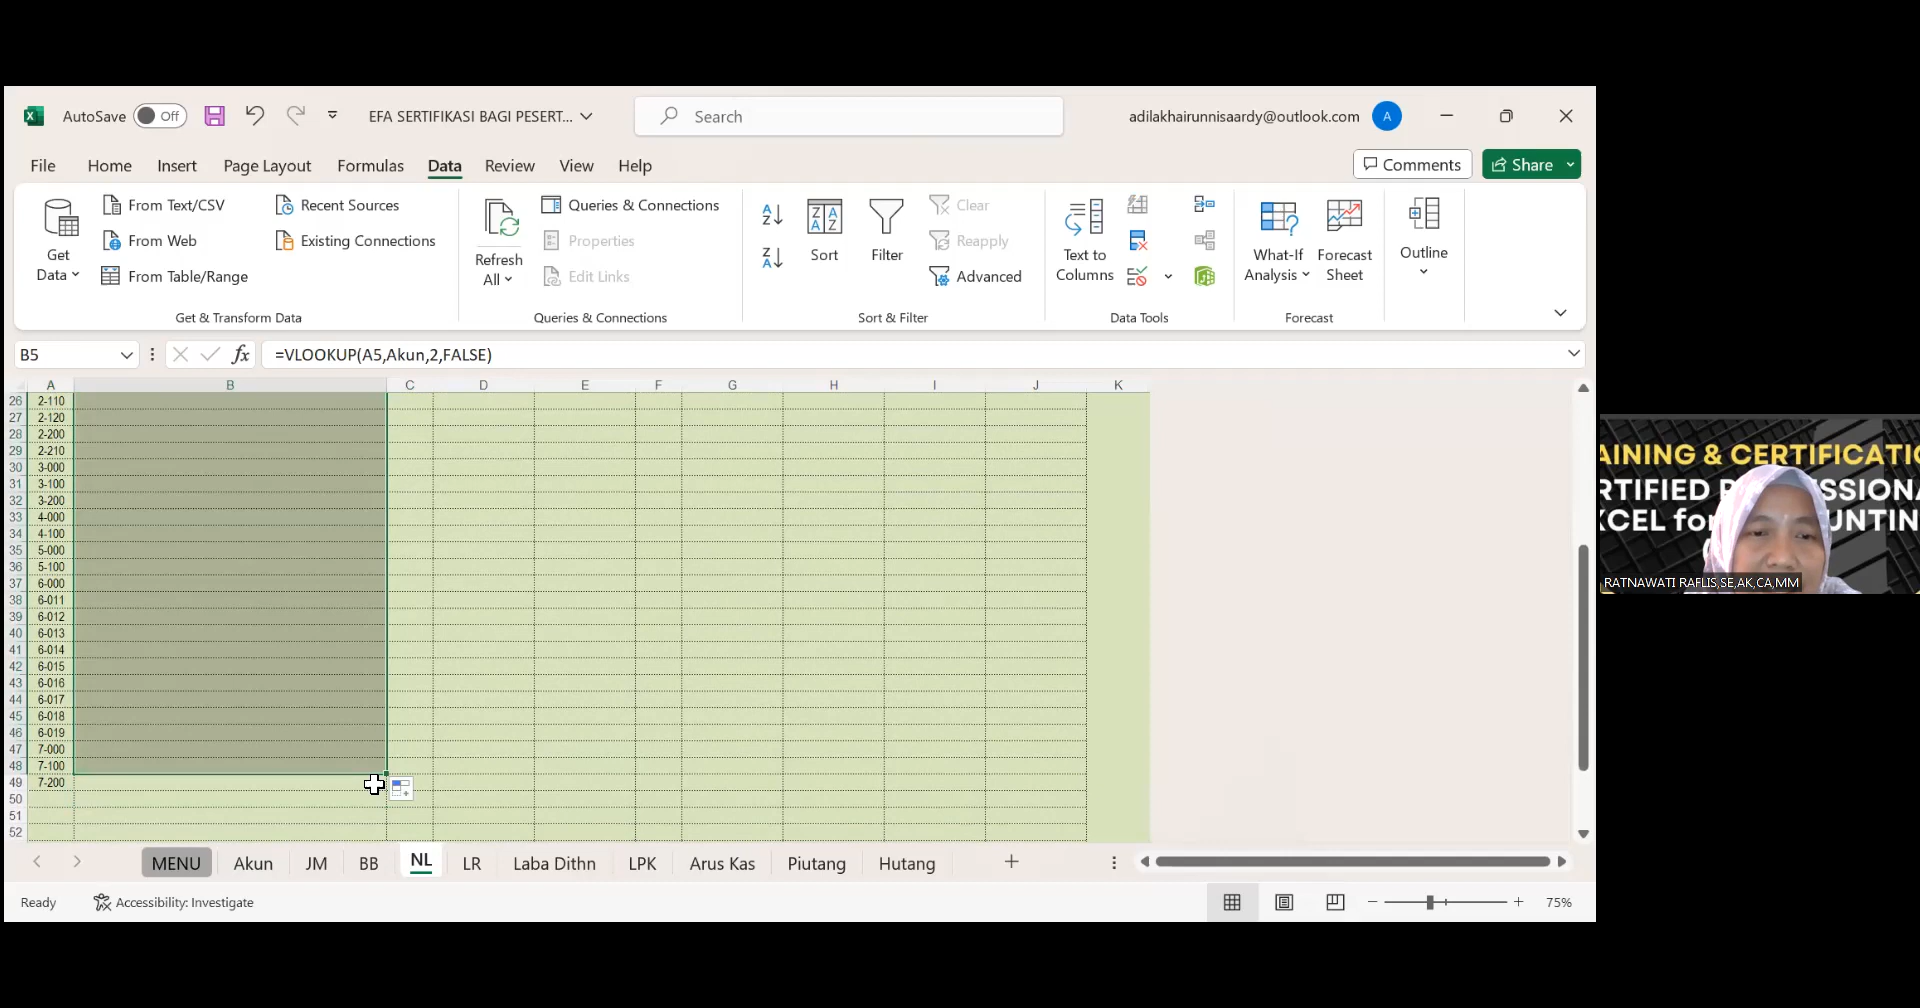 AutoSave Off EFA SERTIFIKASI BAGI PESERT... Search adilakhairunnisaardy@outlook.com A
File Home Insert Page Layout Formulas Data Review View Help Comments Share
Get Data
From Text/CSV
From Web
From Table/Range
Recent Sources
Existing Connections
Get & Transform Data
Refresh All
Queries & Connections
Properties
Edit Links
Queries & Connections
Sort
Filter
Clear
Reapply
Advanced
Sort & Filter
Text to Columns
Data Tools
What-If Analysis
Forecast Sheet
Forecast
Outline
B5 fx =VLOOKUP(A5,Akun,2,FALSE)
A B C D E F G H I J K
26 2-110
27 2-120
28 2-200
29 2-210
30 3-000
31 3-100
32 3-200
33 4-000
34 4-100
35 5-000
36 5-100
37 6-000
38 6-011
39 6-012
40 6-013
41 6-014
42 6-015
43 6-016
44 6-017
45 6-018
46 6-019
47 7-000
48 7-100
49 7-200
50
51
52
MENU Akun JM BB NL LR Laba Dithn LPK Arus Kas Piutang Hutang
Ready Accessibility: Investigate 75%
AINING & CERTIFICATIO
RTIFIED P SSIONA
XCEL for UNTIN
RATNAWATI RAFLIS,SE,AK,CA,MM